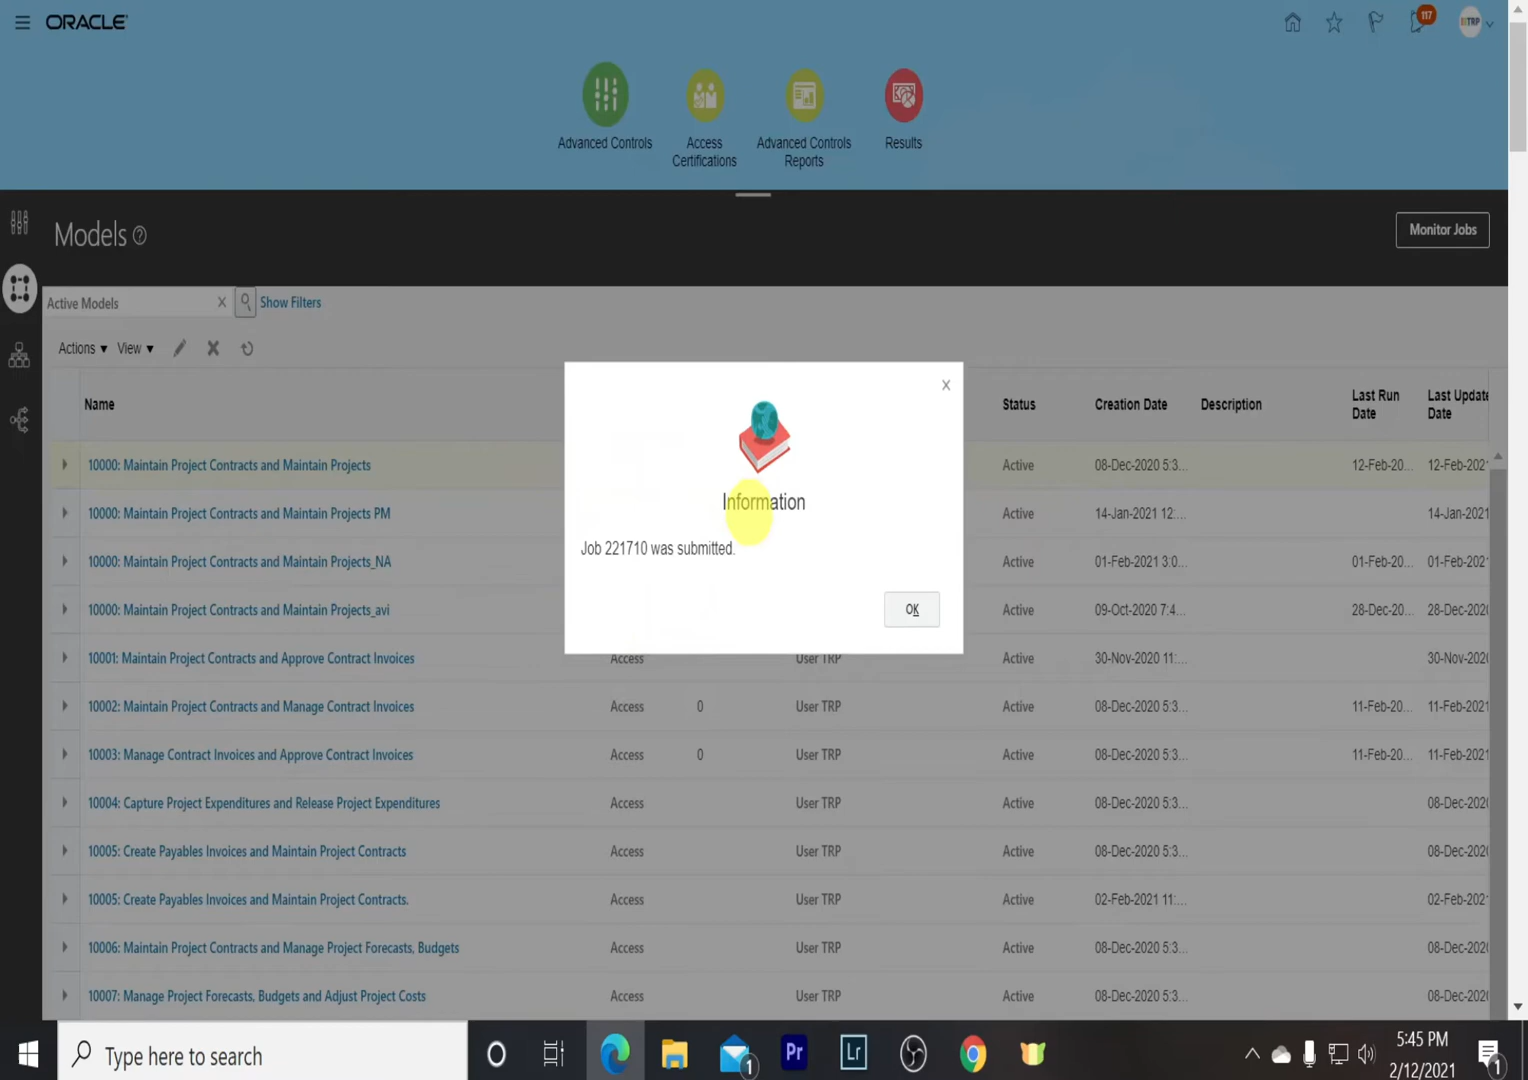 ORACLE
117
TRP
Advanced Controls
Access
Certifications
Advanced Controls
Reports
Results
Models
Monitor Jobs
Active Models
Show Filters
Actions
View
Name
Status
Creation Date
Description
Last Run
Date
Last Update
Date
10000: Maintain Project Contracts and Maintain Projects
Active
08-Dec-2020 5:3...
12-Feb-20...
12-Feb-202
10000: Maintain Project Contracts and Maintain Projects PM
Active
14-Jan-2021 12:...
14-Jan-2021
10000: Maintain Project Contracts and Maintain Projects_NA
Active
01-Feb-2021 3:0...
01-Feb-20...
01-Feb-202
10000: Maintain Project Contracts and Maintain Projects_avi
Active
09-Oct-2020 7:4...
28-Dec-20...
28-Dec-202
10001: Maintain Project Contracts and Approve Contract Invoices
Access
User TRP
Active
30-Nov-2020 11:...
30-Nov-202
10002: Maintain Project Contracts and Manage Contract Invoices
Access
0
User TRP
Active
08-Dec-2020 5:3...
11-Feb-20...
11-Feb-202
10003: Manage Contract Invoices and Approve Contract Invoices
Access
0
User TRP
Active
08-Dec-2020 5:3...
11-Feb-20...
11-Feb-202
10004: Capture Project Expenditures and Release Project Expenditures
Access
User TRP
Active
08-Dec-2020 5:3...
08-Dec-202
10005: Create Payables Invoices and Maintain Project Contracts
Access
User TRP
Active
08-Dec-2020 5:3...
08-Dec-202
10005: Create Payables Invoices and Maintain Project Contracts.
Access
User TRP
Active
02-Feb-2021 11:...
02-Feb-202
10006: Maintain Project Contracts and Manage Project Forecasts, Budgets
Access
User TRP
Active
08-Dec-2020 5:3...
08-Dec-202
10007: Manage Project Forecasts, Budgets and Adjust Project Costs
Access
User TRP
Active
08-Dec-2020 5:3...
08-Dec-202
Information
Job 221710 was submitted.
OK
Type here to search
1
Pr
Lr
5:45 PM
2/12/2021
1